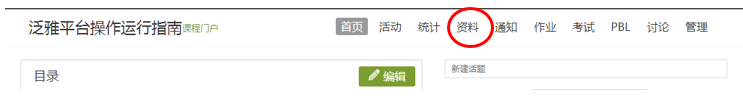 泛雅平台操作运行指南课程门户 首页 活动 统计 资料 通知 作业 考试 PBL 讨论 管理
目录 编辑 新建话题